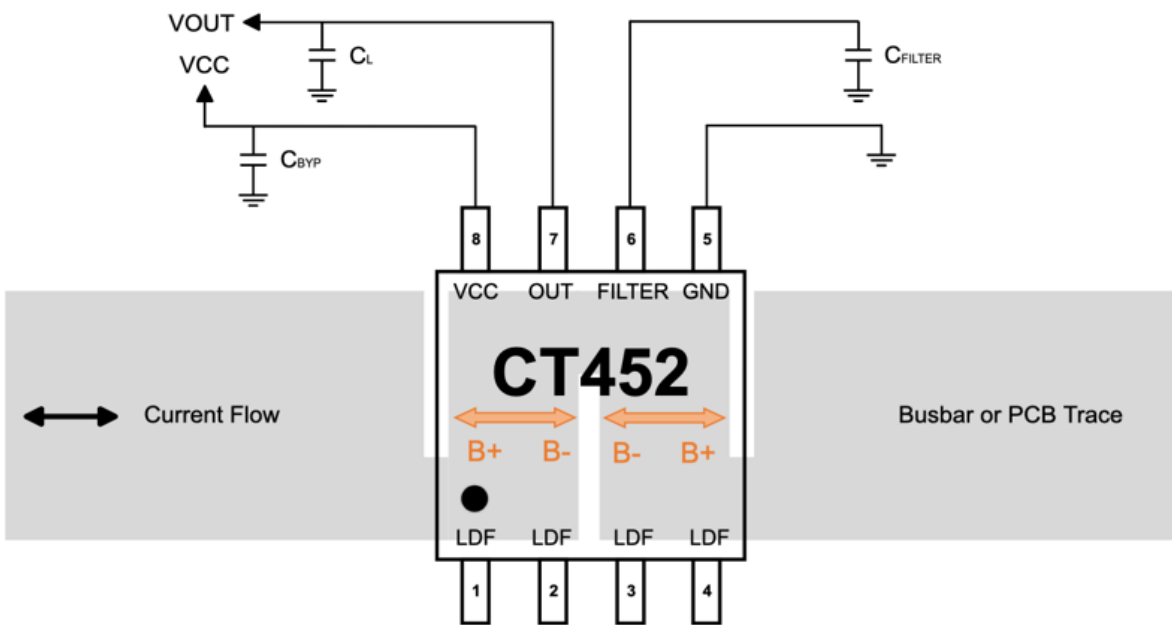 VOUT
CL
CFILTER
VCC
CBYP
8 7 6 5
VCC OUT FILTER GND
CT452
Current Flow
Busbar or PCB Trace
B+ B- B- B+
LDF LDF LDF LDF
1 2 3 4